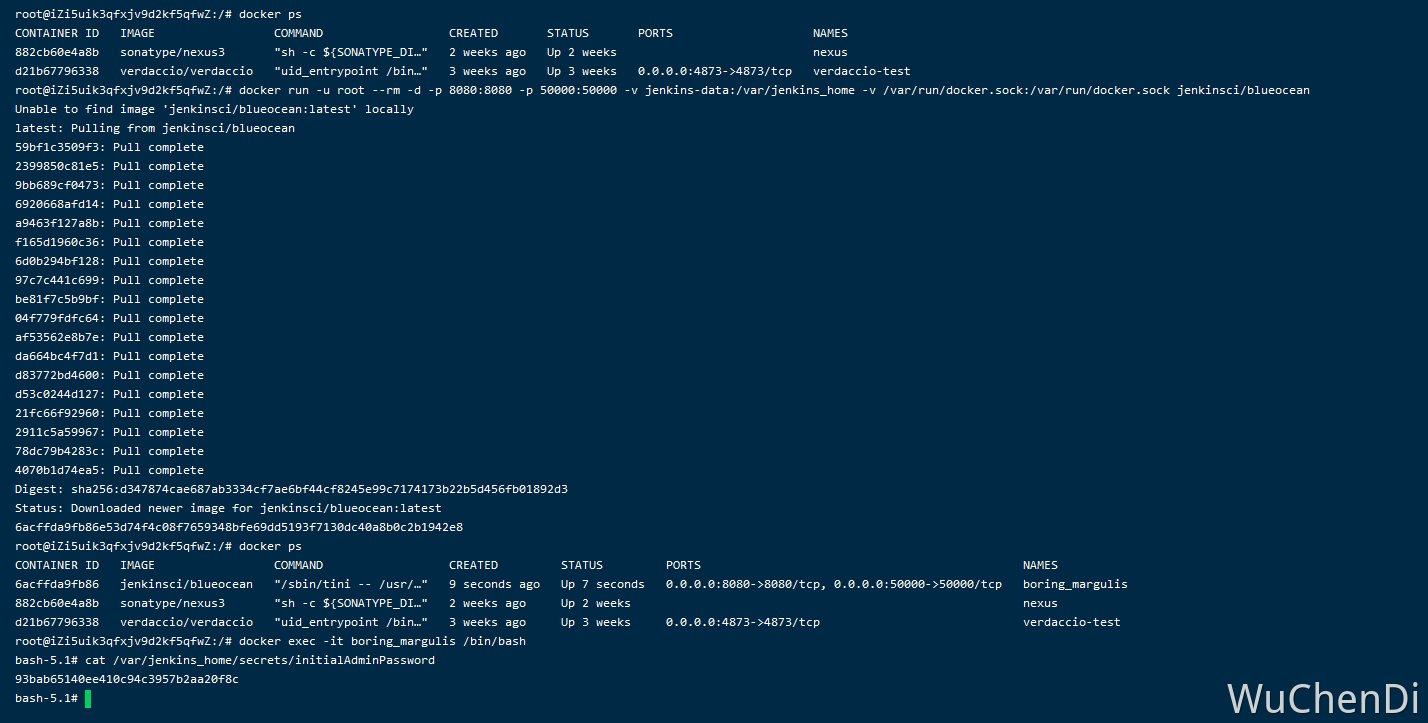 root@iZi5uik3qfxjv9d2kf5qfwZ:/# docker ps
CONTAINER ID   IMAGE                 COMMAND                  CREATED       STATUS       PORTS                    NAMES
882cb60e4a8b   sonatype/nexus3       "sh -c ${SONATYPE_DI…"   2 weeks ago   Up 2 weeks                            nexus
d21b67796338   verdaccio/verdaccio   "uid_entrypoint /bin…"   3 weeks ago   Up 3 weeks   0.0.0.0:4873->4873/tcp   verdaccio-test
root@iZi5uik3qfxjv9d2kf5qfwZ:/# docker run -u root --rm -d -p 8080:8080 -p 50000:50000 -v jenkins-data:/var/jenkins_home -v /var/run/docker.sock:/var/run/docker.sock jenkinsci/blueocean
Unable to find image 'jenkinsci/blueocean:latest' locally
latest: Pulling from jenkinsci/blueocean
59bf1c3509f3: Pull complete
2399850c81e5: Pull complete
9bb689cf0473: Pull complete
6920668afd14: Pull complete
a9463f127a8b: Pull complete
f165d1960c36: Pull complete
6d0b294bf128: Pull complete
97c7c441c699: Pull complete
be81f7c5b9bf: Pull complete
04f779fdfc64: Pull complete
af53562e8b7e: Pull complete
da664bc4f7d1: Pull complete
d83772bd4600: Pull complete
d53c0244d127: Pull complete
21fc66f92960: Pull complete
2911c5a59967: Pull complete
78dc79b4283c: Pull complete
4070b1d74ea5: Pull complete
Digest: sha256:d347874cae687ab3334cf7ae6bf44cf8245e99c7174173b22b5d456fb01892d3
Status: Downloaded newer image for jenkinsci/blueocean:latest
6acffda9fb86e53d74f4c08f7659348bfe69dd5193f7130dc40a8b0c2b1942e8
root@iZi5uik3qfxjv9d2kf5qfwZ:/# docker ps
CONTAINER ID   IMAGE                 COMMAND                  CREATED         STATUS         PORTS                                              NAMES
6acffda9fb86   jenkinsci/blueocean   "/sbin/tini -- /usr/…"   9 seconds ago   Up 7 seconds   0.0.0.0:8080->8080/tcp, 0.0.0.0:50000->50000/tcp   boring_margulis
882cb60e4a8b   sonatype/nexus3       "sh -c ${SONATYPE_DI…"   2 weeks ago     Up 2 weeks                                                        nexus
d21b67796338   verdaccio/verdaccio   "uid_entrypoint /bin…"   3 weeks ago     Up 3 weeks     0.0.0.0:4873->4873/tcp                             verdaccio-test
root@iZi5uik3qfxjv9d2kf5qfwZ:/# docker exec -it boring_margulis /bin/bash
bash-5.1# cat /var/jenkins_home/secrets/initialAdminPassword
93bab65140ee410c94c3957b2aa20f8c
bash-5.1#
WuChenDi